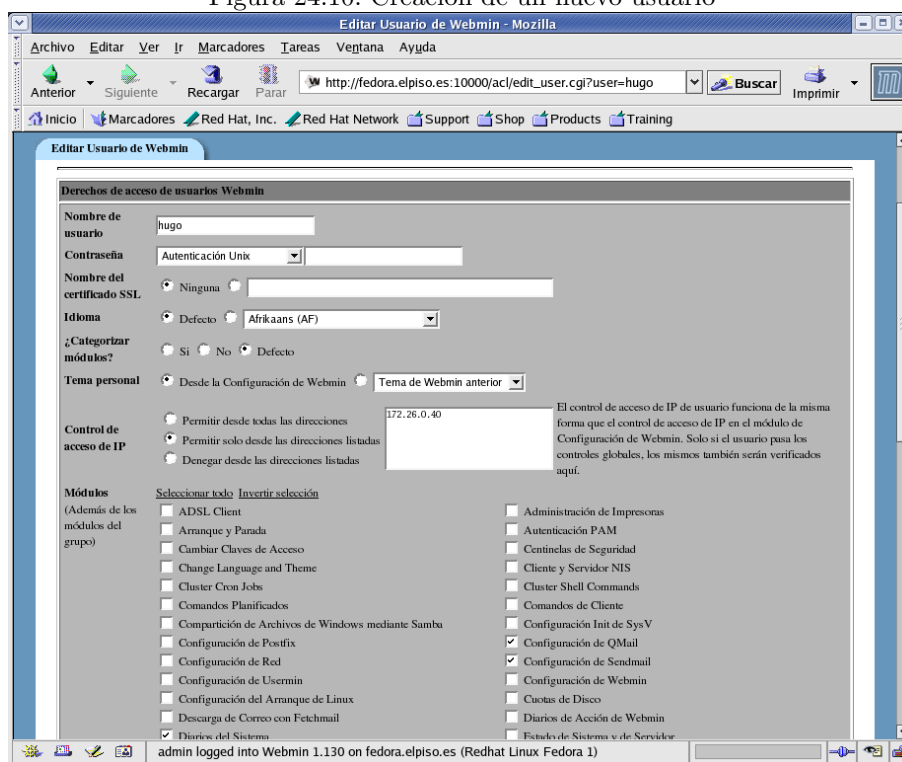 Figura 24.10: Creación de un nuevo usuario
Editar Usuario de Webmin - Mozilla
Archivo Editar Ver Ir Marcadores Tareas Ventana Ayuda
Anterior Siguiente Recargar Parar http://fedora.elpiso.es:10000/acl/edit_user.cgi?user=hugo Buscar Imprimir
Inicio Marcadores Red Hat, Inc. Red Hat Network Support Shop Products Training
Editar Usuario de Webmin
Derechos de acceso de usuarios Webmin
Nombre de usuario
hugo
Contraseña
Autenticación Unix
Nombre del certificado SSL
Ninguna
Idioma
Defecto Afrikaans (AF)
¿Categorizar módulos?
Si No Defecto
Tema personal
Desde la Configuración de Webmin Tema de Webmin anterior
Control de acceso de IP
Permitir desde todas las direcciones
Permitir solo desde las direcciones listadas
Denegar desde las direcciones listadas
172.26.0.40
El control de acceso de IP de usuario funciona de la misma
forma que el control de acceso de IP en el módulo de
Configuración de Webmin. Solo si el usuario pasa los
controles globales, los mismos también serán verificados
aquí.
Módulos
(Además de los
módulos del
grupo)
Seleccionar todo Invertir selección
ADSL Client Administración de Impresoras
Arranque y Parada Autenticación PAM
Cambiar Claves de Acceso Centinelas de Seguridad
Change Language and Theme Cliente y Servidor NIS
Cluster Cron Jobs Cluster Shell Commands
Comandos Planificados Comandos de Cliente
Compartición de Archivos de Windows mediante Samba Configuración Init de SysV
Configuración de Postfix Configuración de QMail
Configuración de Red Configuración de Sendmail
Configuración de Usermin Configuración de Webmin
Configuración del Arranque de Linux Cuotas de Disco
Descarga de Correo con Fetchmail Diarios de Acción de Webmin
Diarios del Sistema Estado de Sistema y de Servidor
admin logged into Webmin 1.130 on fedora.elpiso.es (Redhat Linux Fedora 1)